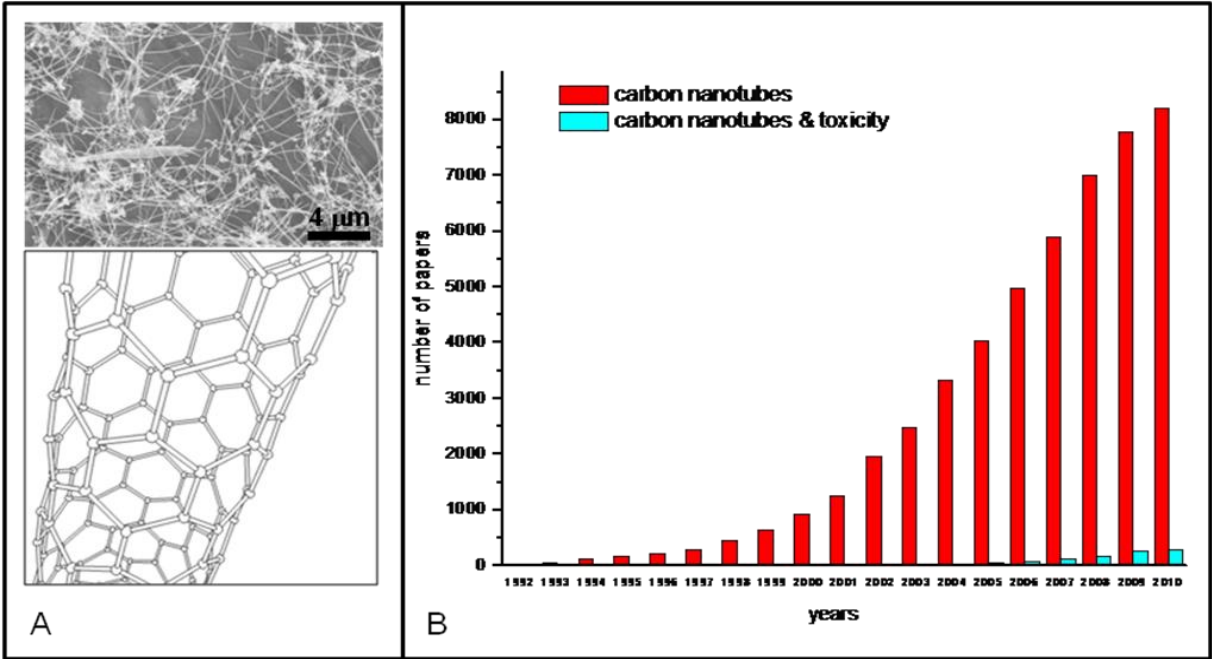 4 μm
A
carbon nanotubes
carbon nanotubes & toxicity
number of papers
8000
7000
6000
5000
4000
3000
2000
1000
0
1992 1993 1994 1995 1996 1997 1998 1999 2000 2001 2002 2003 2004 2005 2006 2007 2008 2009 2010
years
B